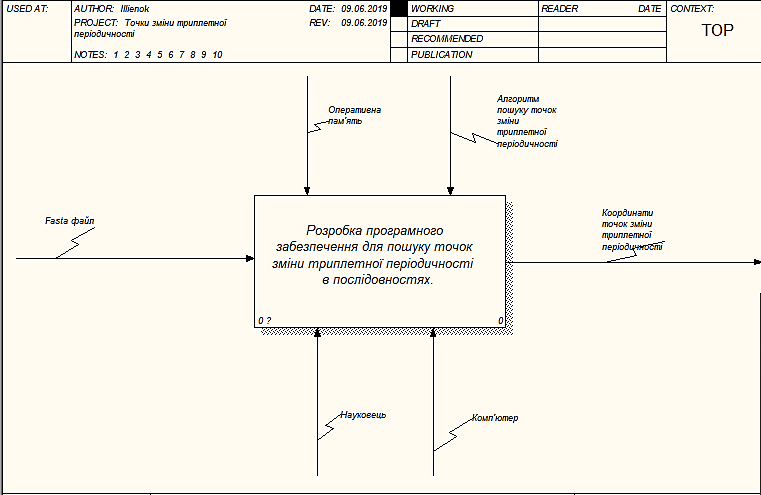 USED AT:
AUTHOR: Illienok
DATE: 09.06.2019
PROJECT: Точки зміни триплетної
періодичності
REV: 09.06.2019
NOTES: 1 2 3 4 5 6 7 8 9 10
WORKING
DRAFT
RECOMMENDED
PUBLICATION
READER DATE
CONTEXT:
TOP
Оперативна
пам'ять
Алгоритм
пошуку точок
зміни
триплетної
періодичності
Fasta файл
Розробка програмного
забезпечення для пошуку точок
зміни триплетної періодичності
в послідовностях.
0 ? 0
Координати
точок зміни
триплетної
періодичності
Науковець
Комп'ютер